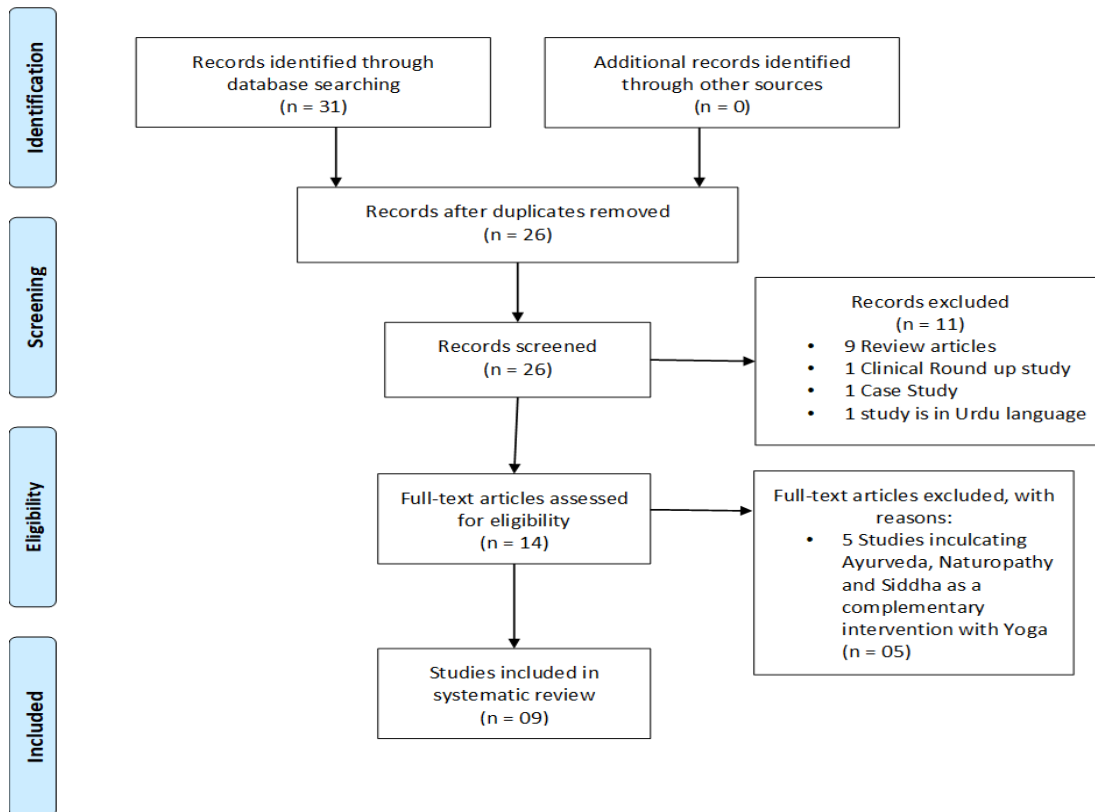 Identification
Records identified through
database searching
(n = 31)
Additional records identified
through other sources
(n = 0)
Records after duplicates removed
(n = 26)
Screening
Records screened
(n = 26)
Records excluded
(n = 11)
• 9 Review articles
• 1 Clinical Round up study
• 1 Case Study
• 1 study is in Urdu language
Eligibility
Full-text articles assessed
for eligibility
(n = 14)
Full-text articles excluded, with
reasons:
• 5 Studies inculcating
Ayurveda, Naturopathy
and Siddha as a
complementary
intervention with Yoga
(n = 05)
Included
Studies included in
systematic review
(n = 09)